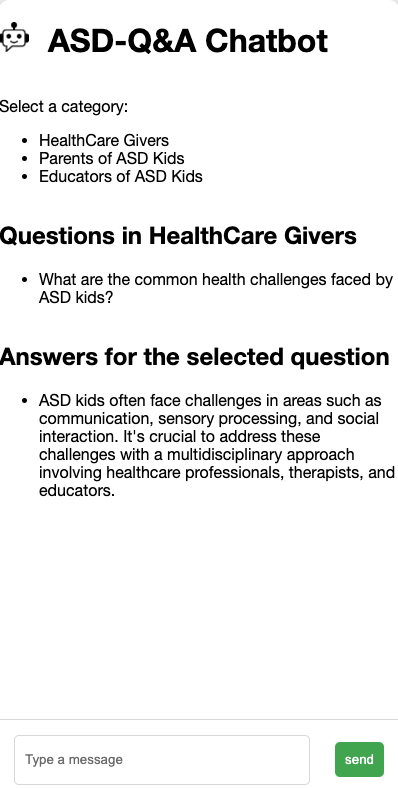 ASD-Q&A Chatbot
Select a category:
HealthCare Givers
Parents of ASD Kids
Educators of ASD Kids
Questions in HealthCare Givers
What are the common health challenges faced by
ASD kids?
Answers for the selected question
ASD kids often face challenges in areas such as
communication, sensory processing, and social
interaction. It's crucial to address these
challenges with a multidisciplinary approach
involving healthcare professionals, therapists, and
educators.
Type a message
send